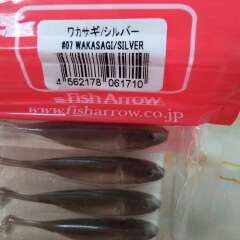 ワカサギ/シルバー
#07 WAKASAGI/SILVER
4 562178 061710
fish Arrow
www.fisharrow.co.jp